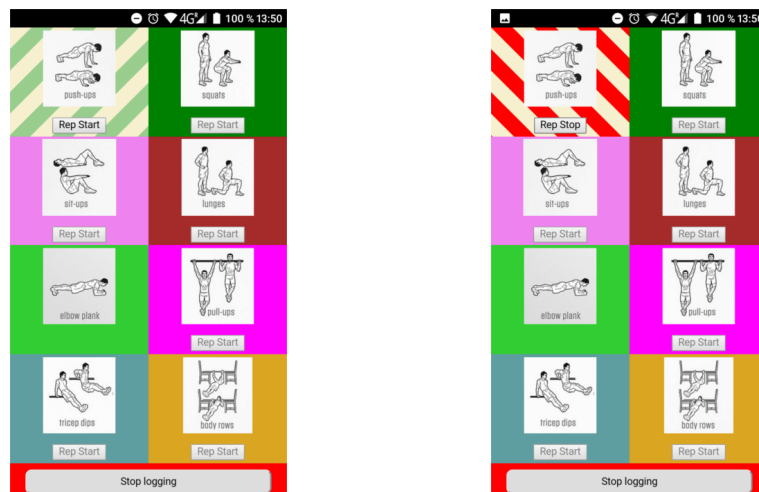 4G 100 % 13:50
push-ups squats
Rep Start Rep Start
sit-ups lunges
Rep Start Rep Start
elbow plank pull-ups
Rep Start
tricep dips body rows
Rep Start Rep Start
Stop logging
4G 100 % 13:50
push-ups squats
Rep Stop Rep Start
sit-ups lunges
Rep Start Rep Start
elbow plank pull-ups
Rep Start
tricep dips body rows
Rep Start Rep Start
Stop logging